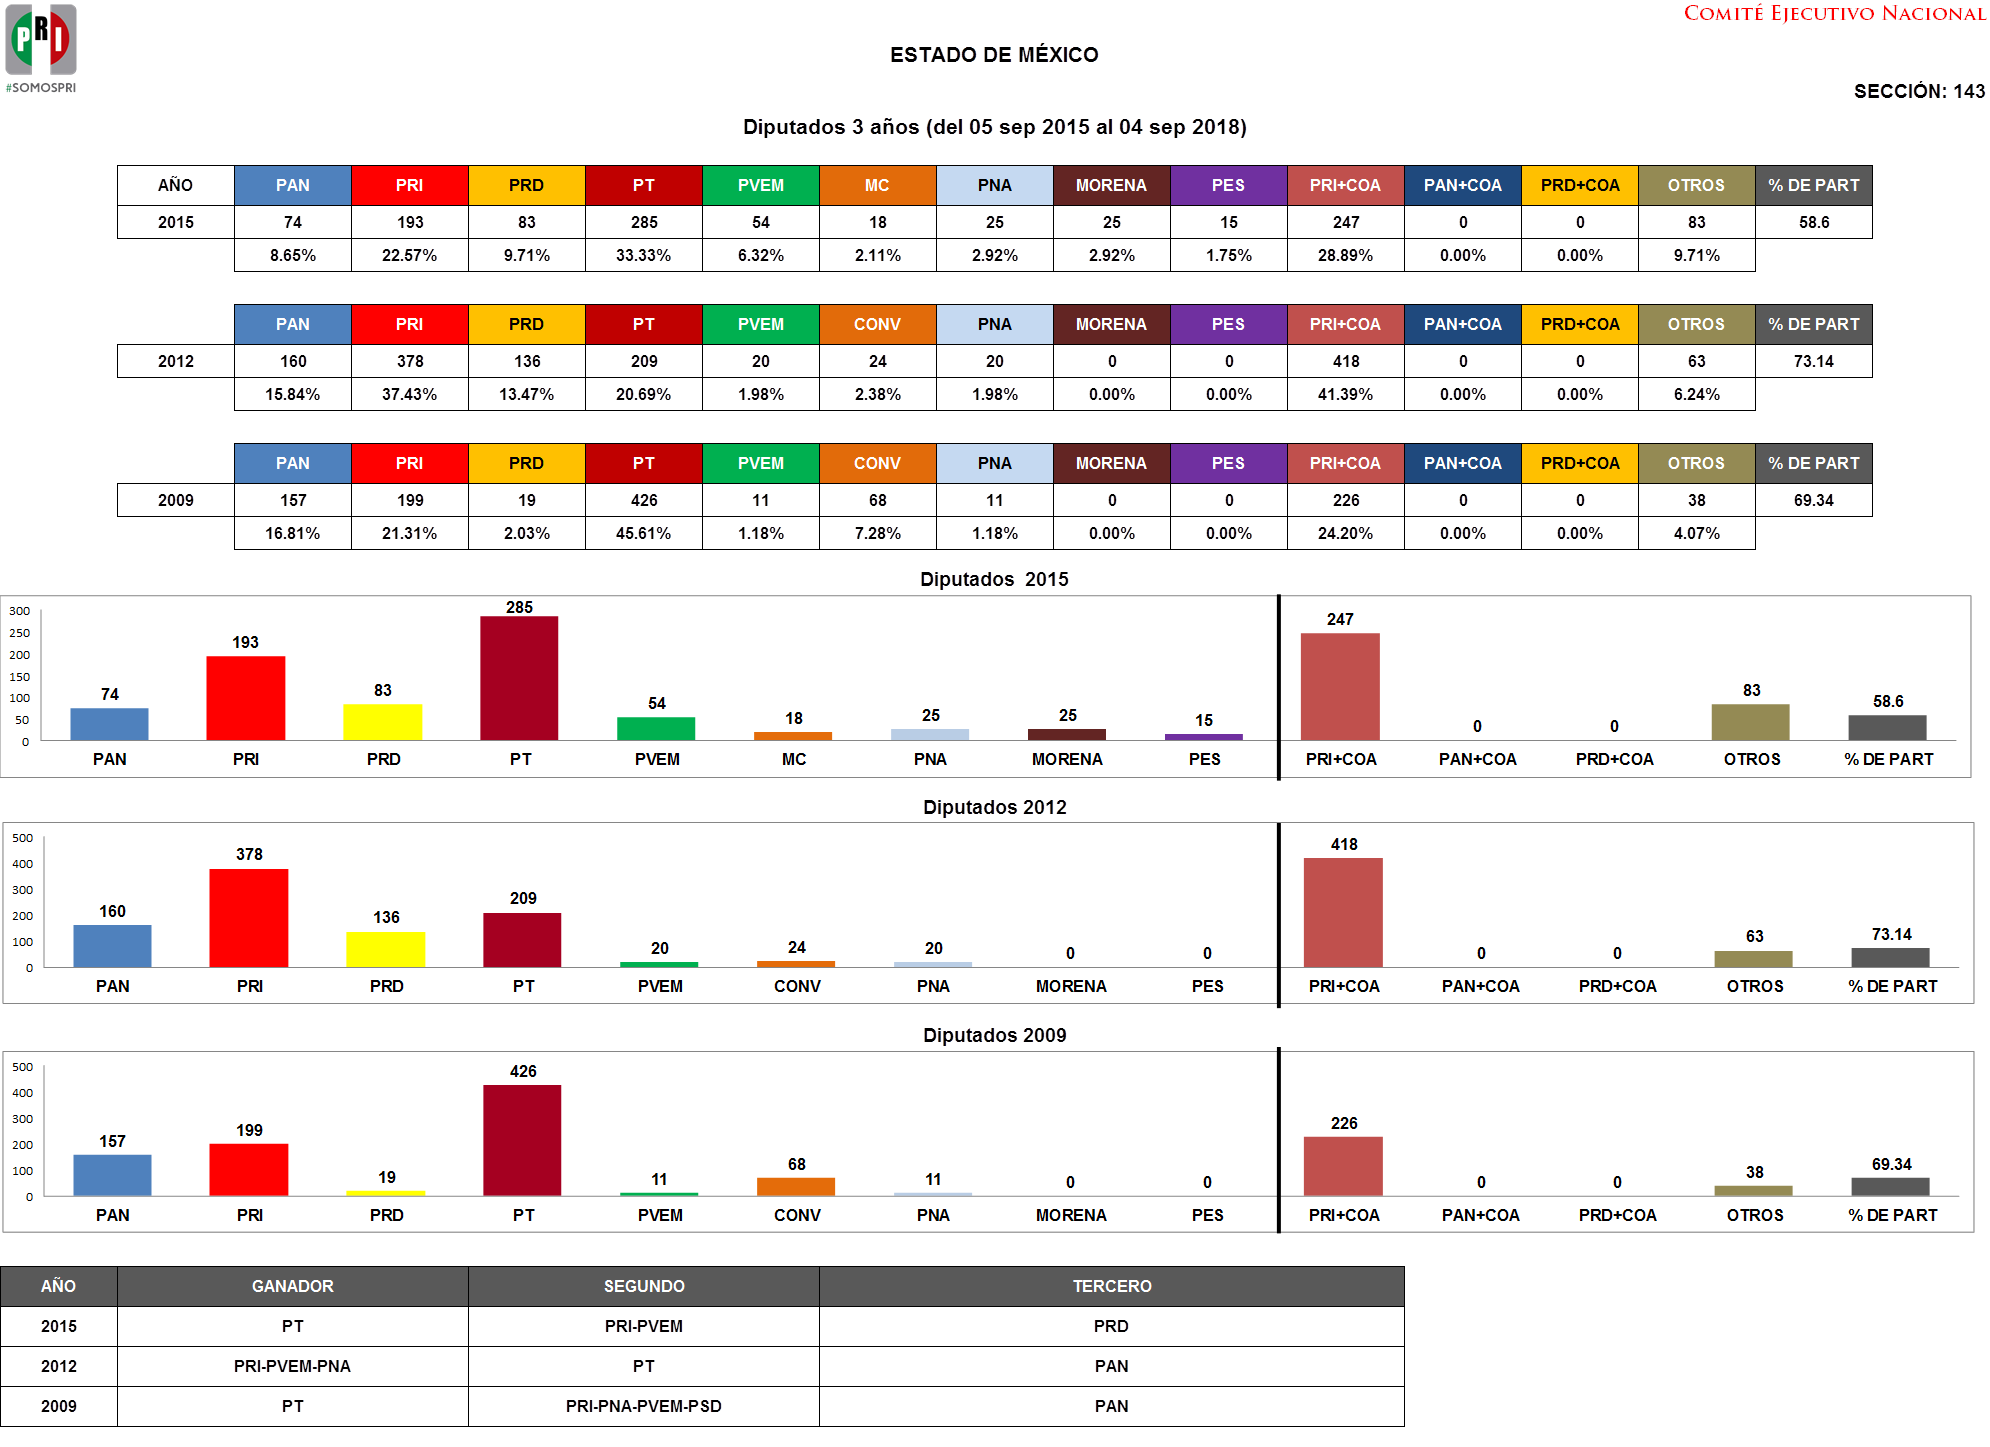 PRI
#SOMOSPRI
COMITÉ EJECUTIVO NACIONAL
ESTADO DE MÉXICO
SECCIÓN: 143
Diputados 3 años (del 05 sep 2015 al 04 sep 2018)
AÑO PAN PRI PRD PT PVEM MC PNA MORENA PES PRI+COA PAN+COA PRD+COA OTROS % DE PART
2015 74 193 83 285 54 18 25 25 15 247 0 0 83 58.6
8.65% 22.57% 9.71% 33.33% 6.32% 2.11% 2.92% 2.92% 1.75% 28.89% 0.00% 0.00% 9.71%
PAN PRI PRD PT PVEM CONV PNA MORENA PES PRI+COA PAN+COA PRD+COA OTROS % DE PART
2012 160 378 136 209 20 24 20 0 0 418 0 0 63 73.14
15.84% 37.43% 13.47% 20.69% 1.98% 2.38% 1.98% 0.00% 0.00% 41.39% 0.00% 0.00% 6.24%
PAN PRI PRD PT PVEM CONV PNA MORENA PES PRI+COA PAN+COA PRD+COA OTROS % DE PART
2009 157 199 19 426 11 68 11 0 0 226 0 0 38 69.34
16.81% 21.31% 2.03% 45.61% 1.18% 7.28% 1.18% 0.00% 0.00% 24.20% 0.00% 0.00% 4.07%
Diputados 2015
300
250
200
150
100
50
0
74 193 83 285 54 18 25 25 15 247 0 0 83 58.6
PAN PRI PRD PT PVEM MC PNA MORENA PES PRI+COA PAN+COA PRD+COA OTROS % DE PART
Diputados 2012
500
400
300
200
100
0
160 378 136 209 20 24 20 0 0 418 0 0 63 73.14
PAN PRI PRD PT PVEM CONV PNA MORENA PES PRI+COA PAN+COA PRD+COA OTROS % DE PART
Diputados 2009
500
400
300
200
100
0
157 199 19 426 11 68 11 0 0 226 0 0 38 69.34
PAN PRI PRD PT PVEM CONV PNA MORENA PES PRI+COA PAN+COA PRD+COA OTROS % DE PART
AÑO GANADOR SEGUNDO TERCERO
2015 PT PRI-PVEM PRD
2012 PRI-PVEM-PNA PT PAN
2009 PT PRI-PNA-PVEM-PSD PAN